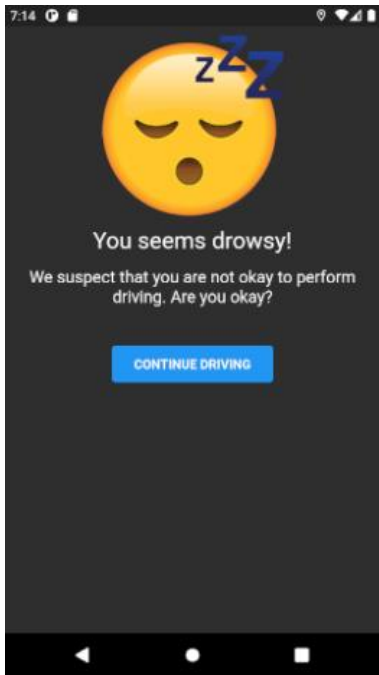 7:14
z Z Z
You seems drowsy!
We suspect that you are not okay to perform
driving. Are you okay?
CONTINUE DRIVING